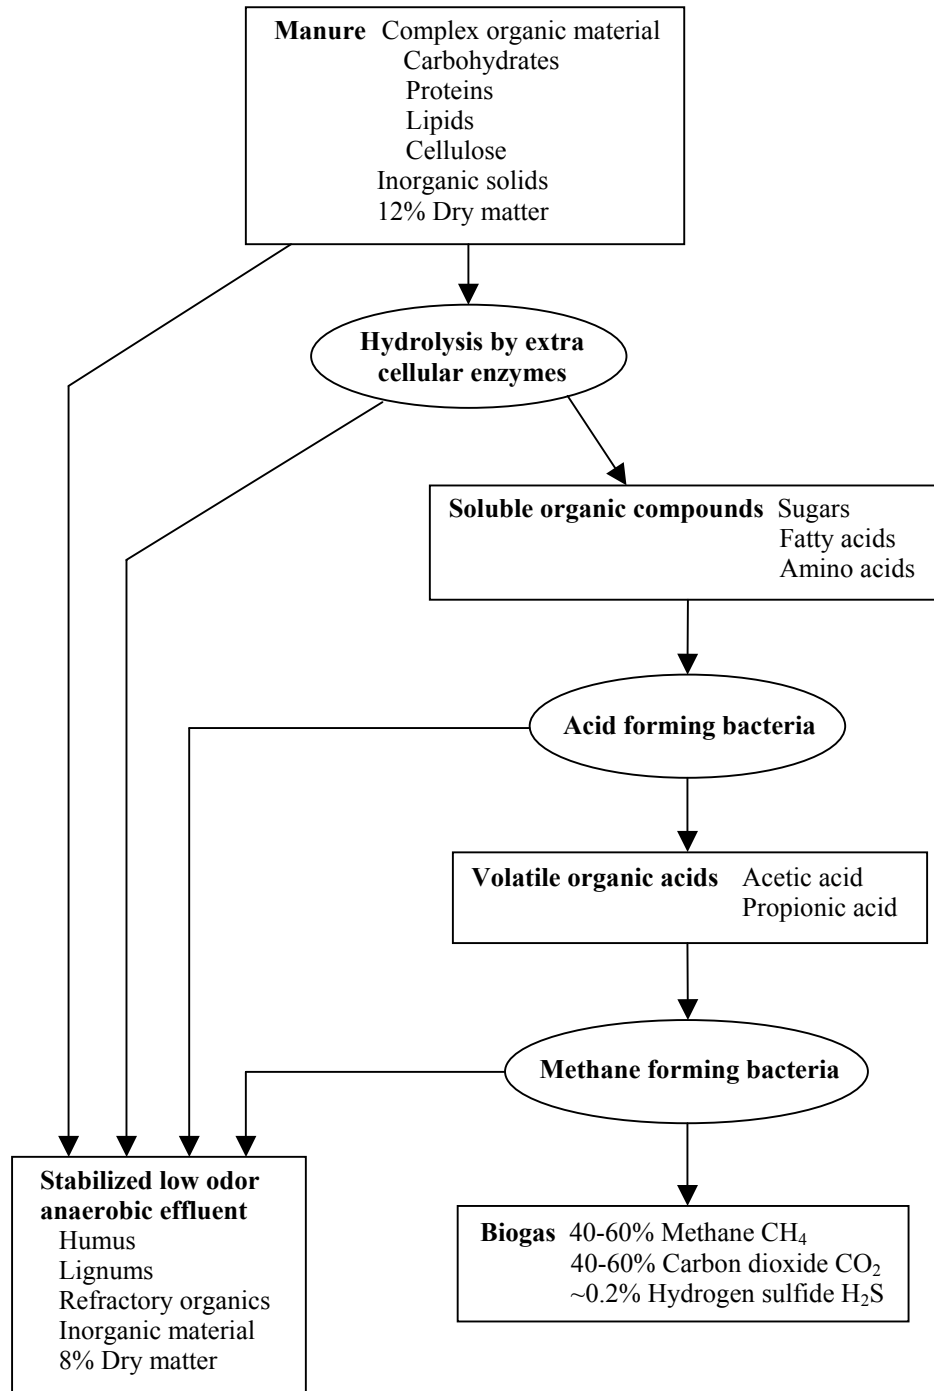 Manure Complex organic material
Carbohydrates
Proteins
Lipids
Cellulose
Inorganic solids
12% Dry matter
Hydrolysis by extra
cellular enzymes
Soluble organic compounds Sugars
Fatty acids
Amino acids
Acid forming bacteria
Volatile organic acids Acetic acid
Propionic acid
Methane forming bacteria
Stabilized low odor
anaerobic effluent
Humus
Lignums
Refractory organics
Inorganic material
8% Dry matter
Biogas 40-60% Methane CH₄
40-60% Carbon dioxide CO₂
~0.2% Hydrogen sulfide H₂S